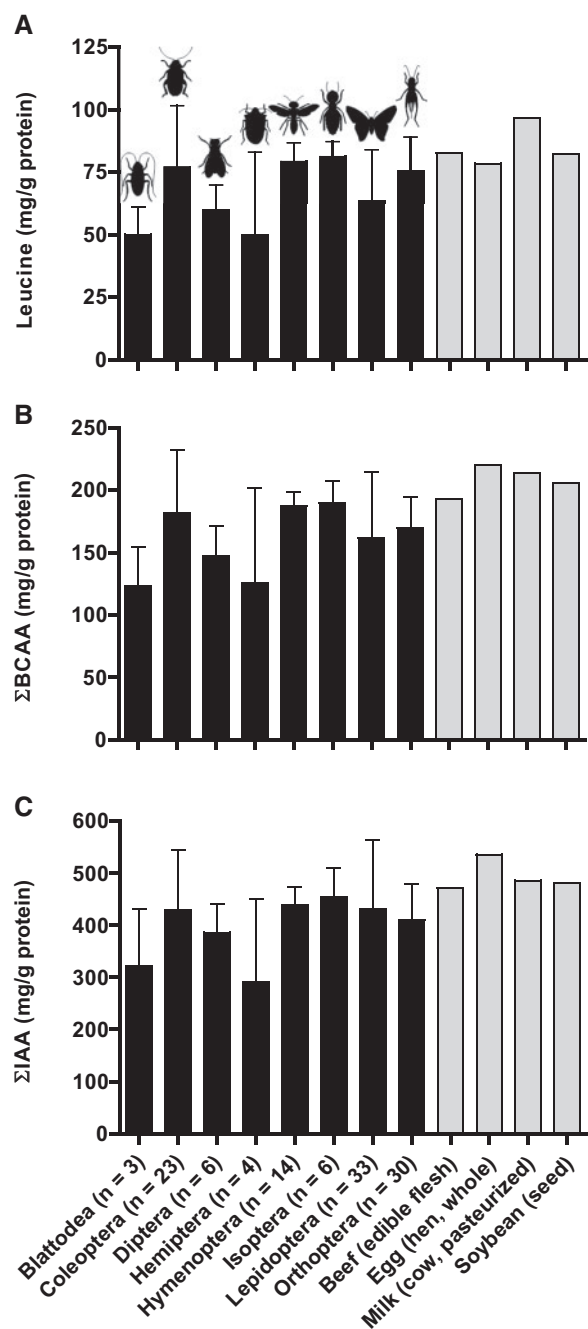 A
125
100
75
50
25
0
Leucine (mg/g protein)
B
250
200
150
100
50
0
ΣBCAA (mg/g protein)
C
600
500
400
300
200
100
0
ΣIAA (mg/g protein)
Blattodea (n = 3)
Coleoptera (n = 23)
Diptera (n = 6)
Hemiptera (n = 4)
Hymenoptera (n = 14)
Isoptera (n = 6)
Lepidoptera (n = 33)
Orthoptera (n = 30)
Beef (edible flesh)
Egg (hen, whole)
Milk (cow, pasteurized)
Soybean (seed)